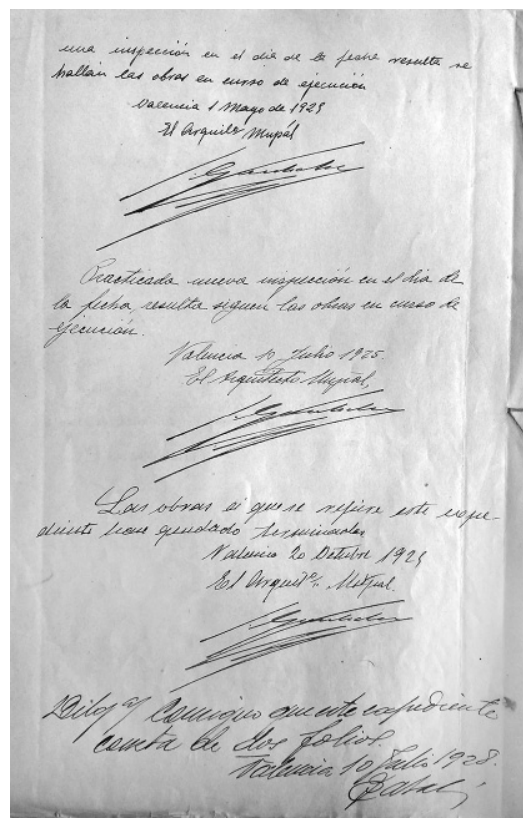 una inspección en el dia de la fecha resulta se
hallan las obras en curso de ejecución
Valencia 1 Mayo de 1925
El Arquito Mupál
Practicada nueva inspección en el dia de
la fecha, resulta siguen las obras en curso de
ejecución.
Valencia 10 Julio 1925.
El Arquitecto Mupal,
Las obras a que se refiere este expe-
diente han quedado terminadas
Valencia 20 Octubre 1925
El Arquitº. Mupal.
Diligª Consigno que este expediente
consta de dos folios.
Valencia 10 Julio 1928.